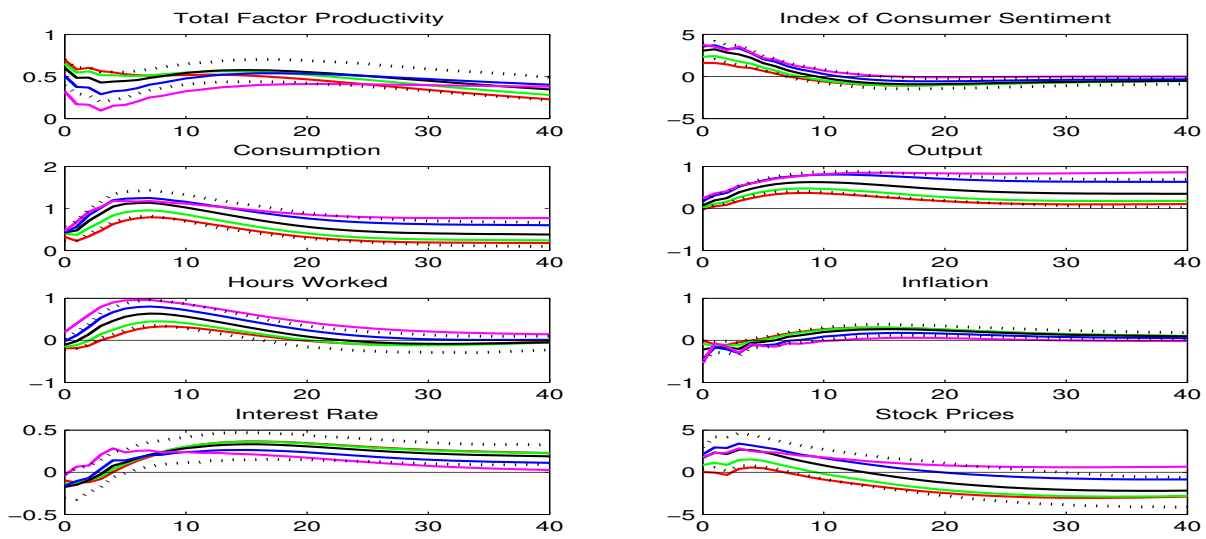 Total Factor Productivity
1
0.5
0
0 10 20 30 40
Index of Consumer Sentiment
5
0
−5
0 10 20 30 40
Consumption
2
1
0
0 10 20 30 40
Output
1
0
−1
0 10 20 30 40
Hours Worked
1
0
−1
0 10 20 30 40
Inflation
1
0
−1
0 10 20 30 40
Interest Rate
0.5
0
−0.5
0 10 20 30 40
Stock Prices
5
0
−5
0 10 20 30 40